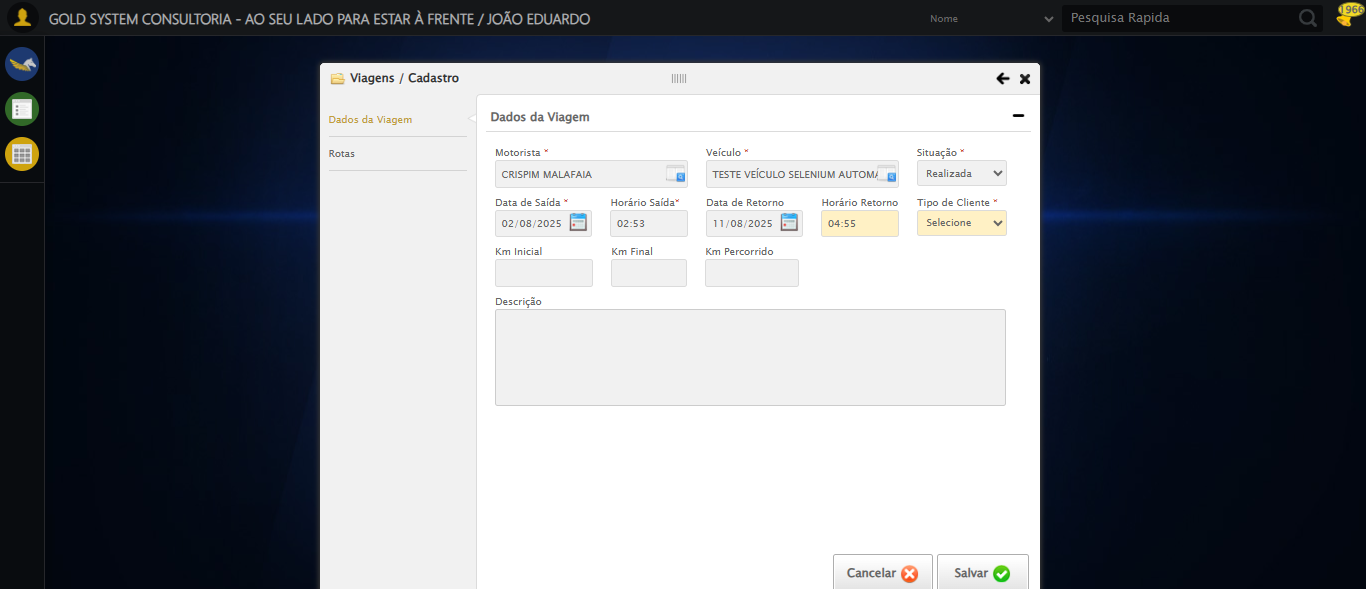 GOLD SYSTEM CONSULTORIA - AO SEU LADO PARA ESTAR À FRENTE / JOÃO EDUARDO
Nome
Pesquisa Rapida
1966
Viagens / Cadastro
Dados da Viagem
Rotas
Dados da Viagem
Motorista * Veículo * Situação *
CRISPIM MALAFAIA TESTE VEÍCULO SELENIUM Realizada
Data de Saída * Horário Saída* Data de Retorno Horário Retorno Tipo de Cliente *
02/08/2025 02:53 11/08/2025 04:55 Selecione
Km Inicial Km Final Km Percorrido
Descrição
Cancelar Salvar